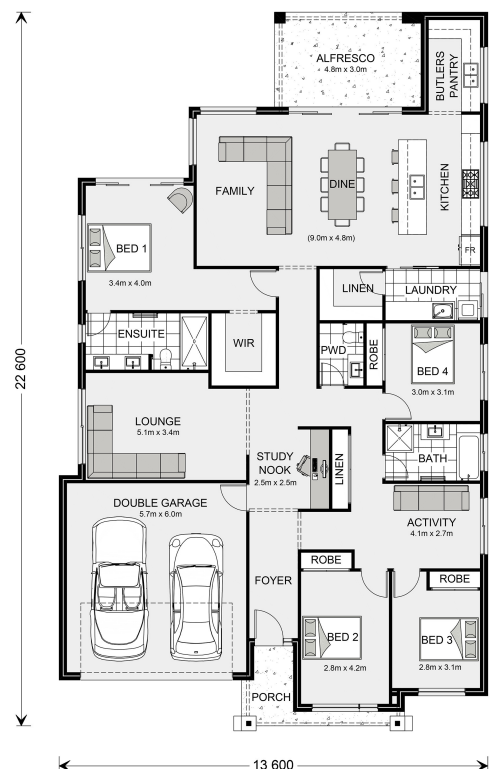 ALFRESCO
4.8m x 3.0m
BUTLERS
PANTRY
FAMILY
DINE
KITCHEN
(9.0m x 4.8m)
FR
BED 1
3.4m x 4.0m
LINEN
LAUNDRY
ENSUITE
WIR
PWD
ROBE
BED 4
3.0m x 3.1m
22 600
LOUNGE
5.1m x 3.4m
STUDY
NOOK
2.5m x 2.5m
LINEN
BATH
DOUBLE GARAGE
5.7m x 6.0m
ACTIVITY
4.1m x 2.7m
ROBE
FOYER
ROBE
BED 2
2.8m x 4.2m
BED 3
2.8m x 3.1m
PORCH
13 600